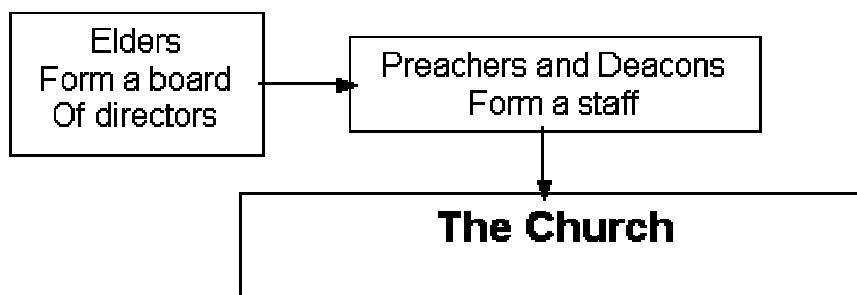 Elders
Form a board
Of directors
Preachers and Deacons
Form a staff
The Church